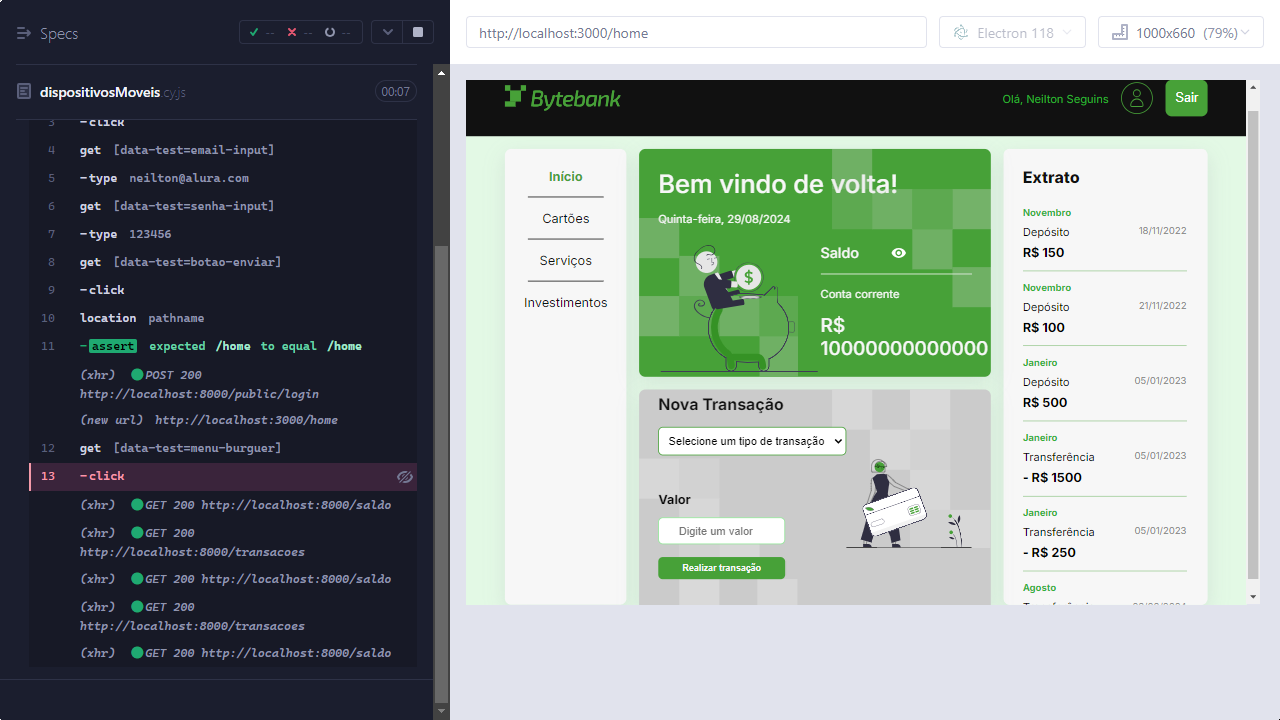 Specs
-- -- --
dispositivosMoveis.cy.js
00:07
3 -click
4 get [data-test=email-input]
5 -type neilton@alura.com
6 get [data-test=senha-input]
7 -type 123456
8 get [data-test=botao-enviar]
9 -click
10 location pathname
11 -assert expected /home to equal /home
(xhr) POST 200
http://localhost:8000/public/login
(new url) http://localhost:3000/home
12 get [data-test=menu-burguer]
13 -click
(xhr) GET 200 http://localhost:8000/saldo
(xhr) GET 200
http://localhost:8000/transacoes
(xhr) GET 200 http://localhost:8000/saldo
(xhr) GET 200
http://localhost:8000/transacoes
(xhr) GET 200 http://localhost:8000/saldo
http://localhost:3000/home
Electron 118
1000x660 (79%)
Bytebank
Olá, Neilton Seguins
Sair
Início
Cartões
Serviços
Investimentos
Bem vindo de volta!
Quinta-feira, 29/08/2024
$
Saldo
Conta corrente
R$
10000000000000
Nova Transação
Selecione um tipo de transação
Valor
Digite um valor
Realizar transação
Extrato
Novembro
Depósito 18/11/2022
R$ 150
Novembro
Depósito 21/11/2022
R$ 100
Janeiro
Depósito 05/01/2023
R$ 500
Janeiro
Transferência 05/01/2023
- R$ 1500
Janeiro
Transferência 05/01/2023
- R$ 250
Agosto